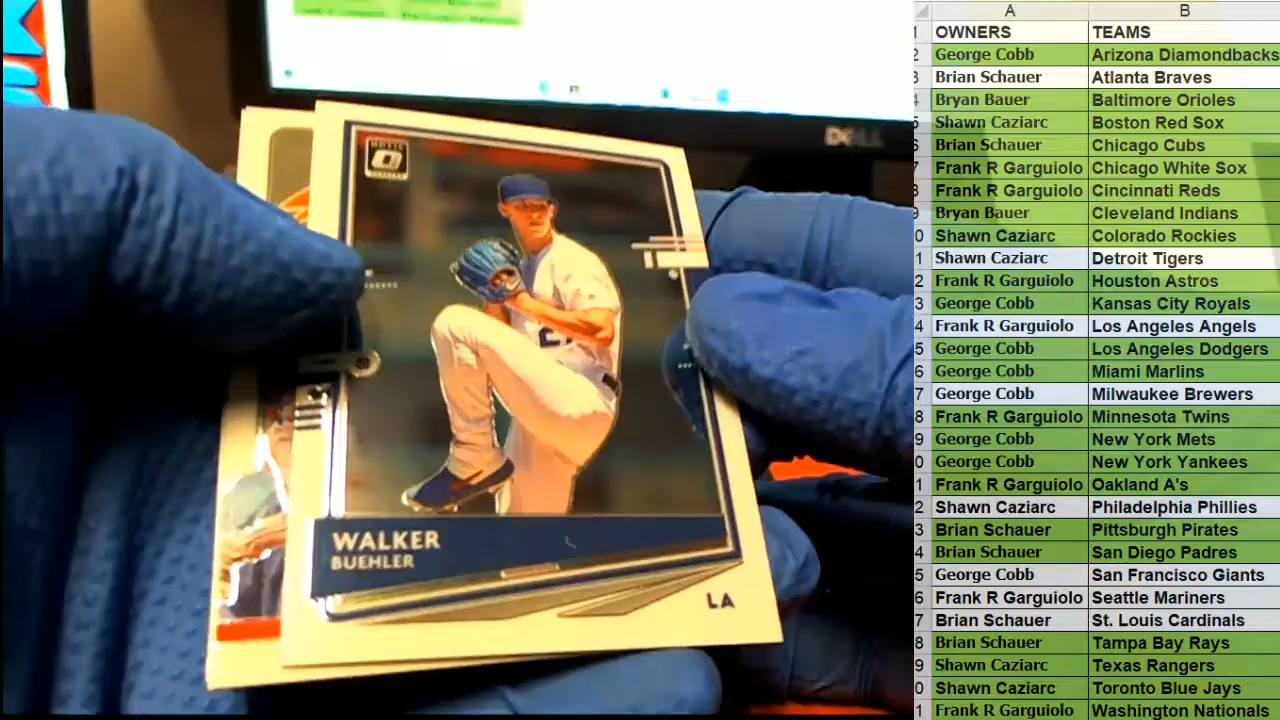 WALKER
BUEHLER
LA
DELL
A B
OWNERS TEAMS
George Cobb Arizona Diamondbacks
Brian Schauer Atlanta Braves
Bryan Bauer Baltimore Orioles
Shawn Caziarc Boston Red Sox
Brian Schauer Chicago Cubs
Frank R Garguiolo Chicago White Sox
Frank R Garguiolo Cincinnati Reds
Bryan Bauer Cleveland Indians
Shawn Caziarc Colorado Rockies
Shawn Caziarc Detroit Tigers
Frank R Garguiolo Houston Astros
George Cobb Kansas City Royals
Frank R Garguiolo Los Angeles Angels
George Cobb Los Angeles Dodgers
George Cobb Miami Marlins
George Cobb Milwaukee Brewers
Frank R Garguiolo Minnesota Twins
George Cobb New York Mets
George Cobb New York Yankees
Frank R Garguiolo Oakland A's
Shawn Caziarc Philadelphia Phillies
Brian Schauer Pittsburgh Pirates
Brian Schauer San Diego Padres
George Cobb San Francisco Giants
Frank R Garguiolo Seattle Mariners
Brian Schauer St. Louis Cardinals
Brian Schauer Tampa Bay Rays
Shawn Caziarc Texas Rangers
Shawn Caziarc Toronto Blue Jays
Frank R Garguiolo Washington Nationals